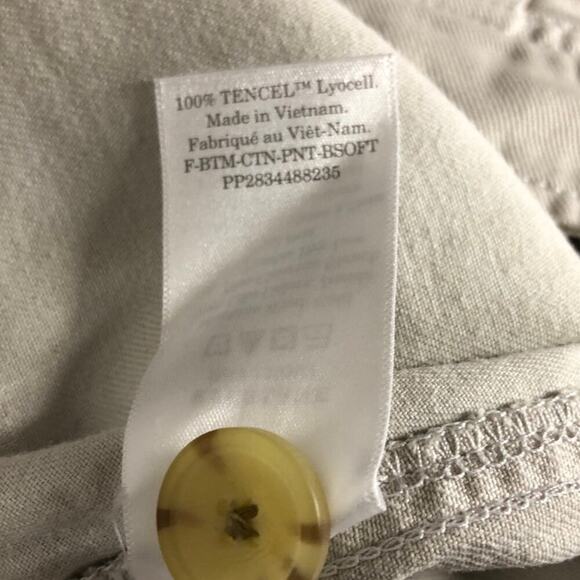 100% TENCEL™ Lyocell.
Made in Vietnam.
Fabriqué au Viêt-Nam.
F-BTM-CTN-PNT-BSOFT
PP2834488235